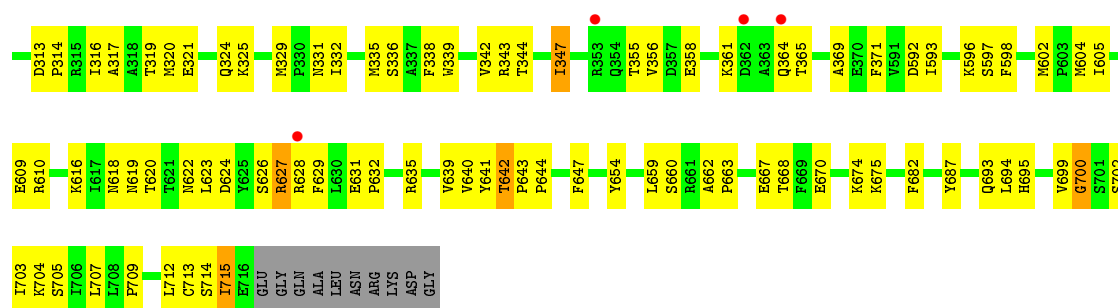 D313 P314 R315 I316 A317 A318 T319 M320 E321 Q324 K325 M329 P330 N331 I332 M335 S336 A337 F338 W339 V342 R343 T344 I347 R353 Q354 T355 V356 D357 E358 K361 D362 A363 Q364 T365 A369 E370 F371 V591 D592 I593 K596 S597 F598 M602 P603 M604 I605
E609 R610 K616 I617 N618 N619 T620 T621 N622 L623 D624 Y625 S626 R627 R628 F629 L630 E631 P632 R635 V639 V640 Y641 T642 P643 P644 F647 Y654 L659 S660 R661 A662 P663 E667 T668 F669 E670 K674 K675 F682 Y687 Q693 L694 H695 V699 G700 S701 S702
I703 K704 S705 I706 L707 L708 P709 L712 C713 S714 I715 E716 GLU GLY GLN ALA LEU ASN ARG LYS ASP GLY